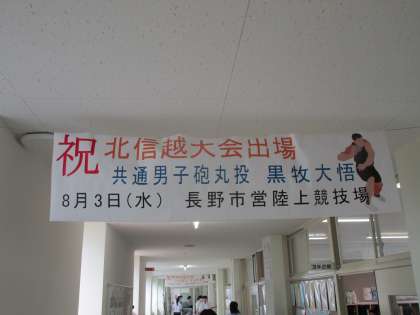 祝 北信越大会出場
共通男子砲丸投 黒牧大悟
8月3日(水) 長野市営陸上競技場